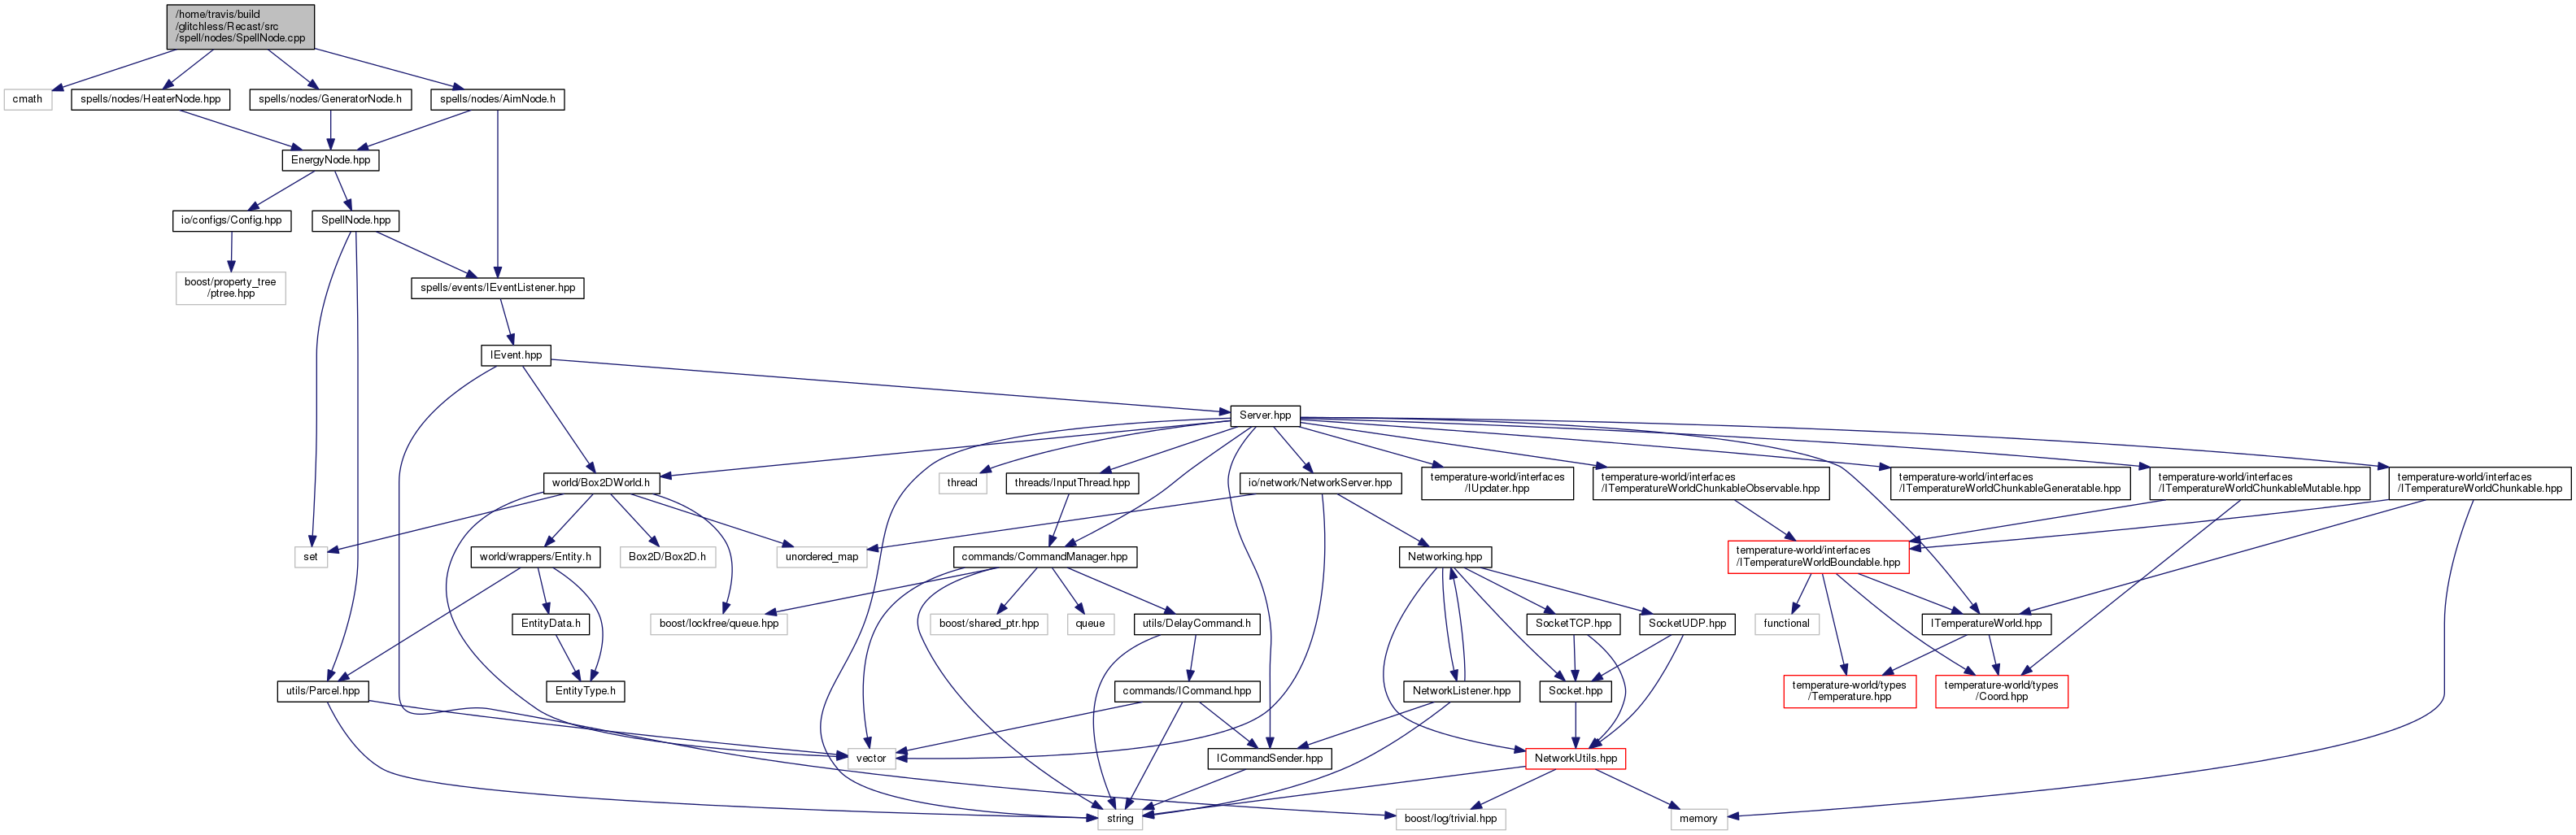 /home/travis/build
/glitchless/Recast/src
/spell/nodes/SpellNode.cpp
cmath
spells/nodes/HeaterNode.hpp
spells/nodes/GeneratorNode.h
spells/nodes/AimNode.h
EnergyNode.hpp
io/configs/Config.hpp
SpellNode.hpp
boost/property_tree
/ptree.hpp
spells/events/IEventListener.hpp
IEvent.hpp
Server.hpp
world/Box2DWorld.h
thread
threads/InputThread.hpp
io/network/NetworkServer.hpp
temperature-world/interfaces
/IUpdater.hpp
temperature-world/interfaces
/ITemperatureWorldChunkableObservable.hpp
temperature-world/interfaces
/ITemperatureWorldChunkableGeneratable.hpp
temperature-world/interfaces
/ITemperatureWorldChunkableMutable.hpp
temperature-world/interfaces
/ITemperatureWorldChunkable.hpp
set
world/wrappers/Entity.h
Box2D/Box2D.h
unordered_map
commands/CommandManager.hpp
Networking.hpp
temperature-world/interfaces
/ITemperatureWorldBoundable.hpp
EntityData.h
boost/lockfree/queue.hpp
boost/shared_ptr.hpp
queue
utils/DelayCommand.h
SocketTCP.hpp
SocketUDP.hpp
functional
ITemperatureWorld.hpp
utils/Parcel.hpp
EntityType.h
commands/ICommand.hpp
NetworkListener.hpp
Socket.hpp
temperature-world/types
/Temperature.hpp
temperature-world/types
/Coord.hpp
vector
ICommandSender.hpp
NetworkUtils.hpp
string
boost/log/trivial.hpp
memory